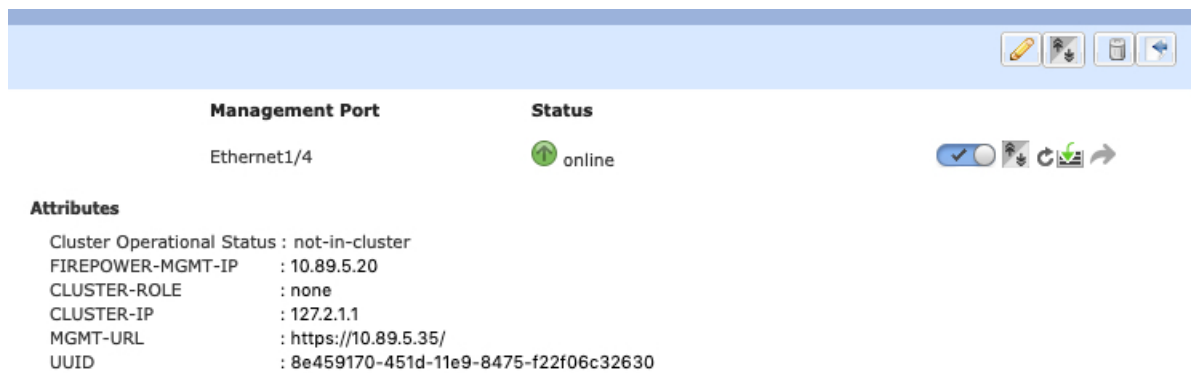 Management Port Status
Ethernet1/4 online
Attributes
Cluster Operational Status : not-in-cluster
FIREPOWER-MGMT-IP : 10.89.5.20
CLUSTER-ROLE : none
CLUSTER-IP : 127.2.1.1
MGMT-URL : https://10.89.5.35/
UUID : 8e459170-451d-11e9-8475-f22f06c32630